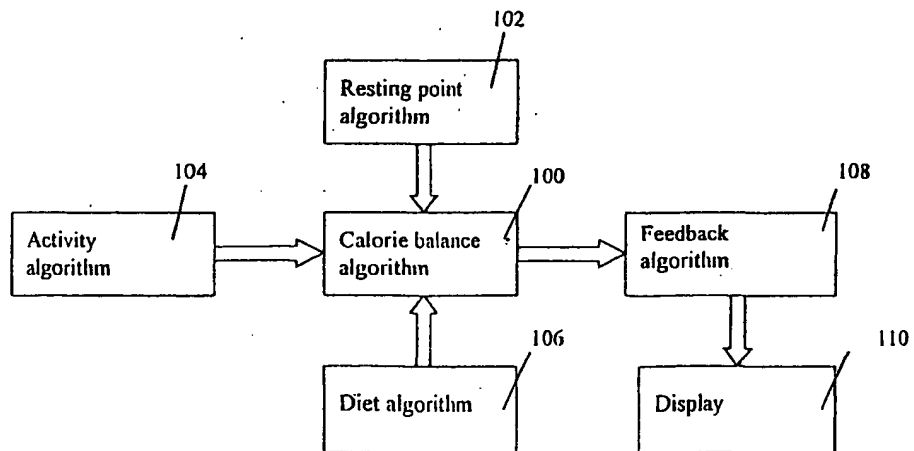 102
Resting point
algorithm
104
100
108
Activity
algorithm
Calorie balance
algorithm
Feedback
algorithm
106
110
Diet algorithm
Display